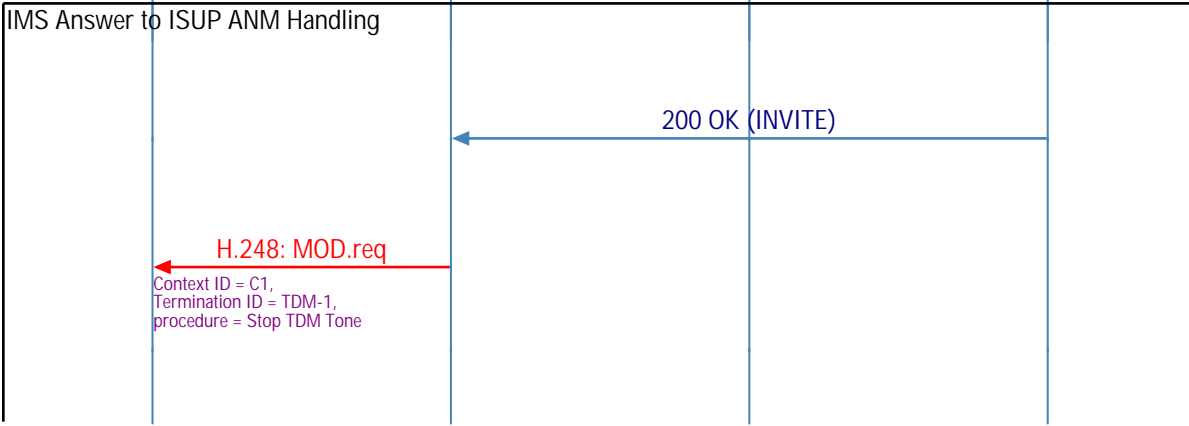 IMS Answer to ISUP ANM Handling
200 OK (INVITE)
H.248: MOD.req
Context ID = C1,
Termination ID = TDM-1,
procedure = Stop TDM Tone